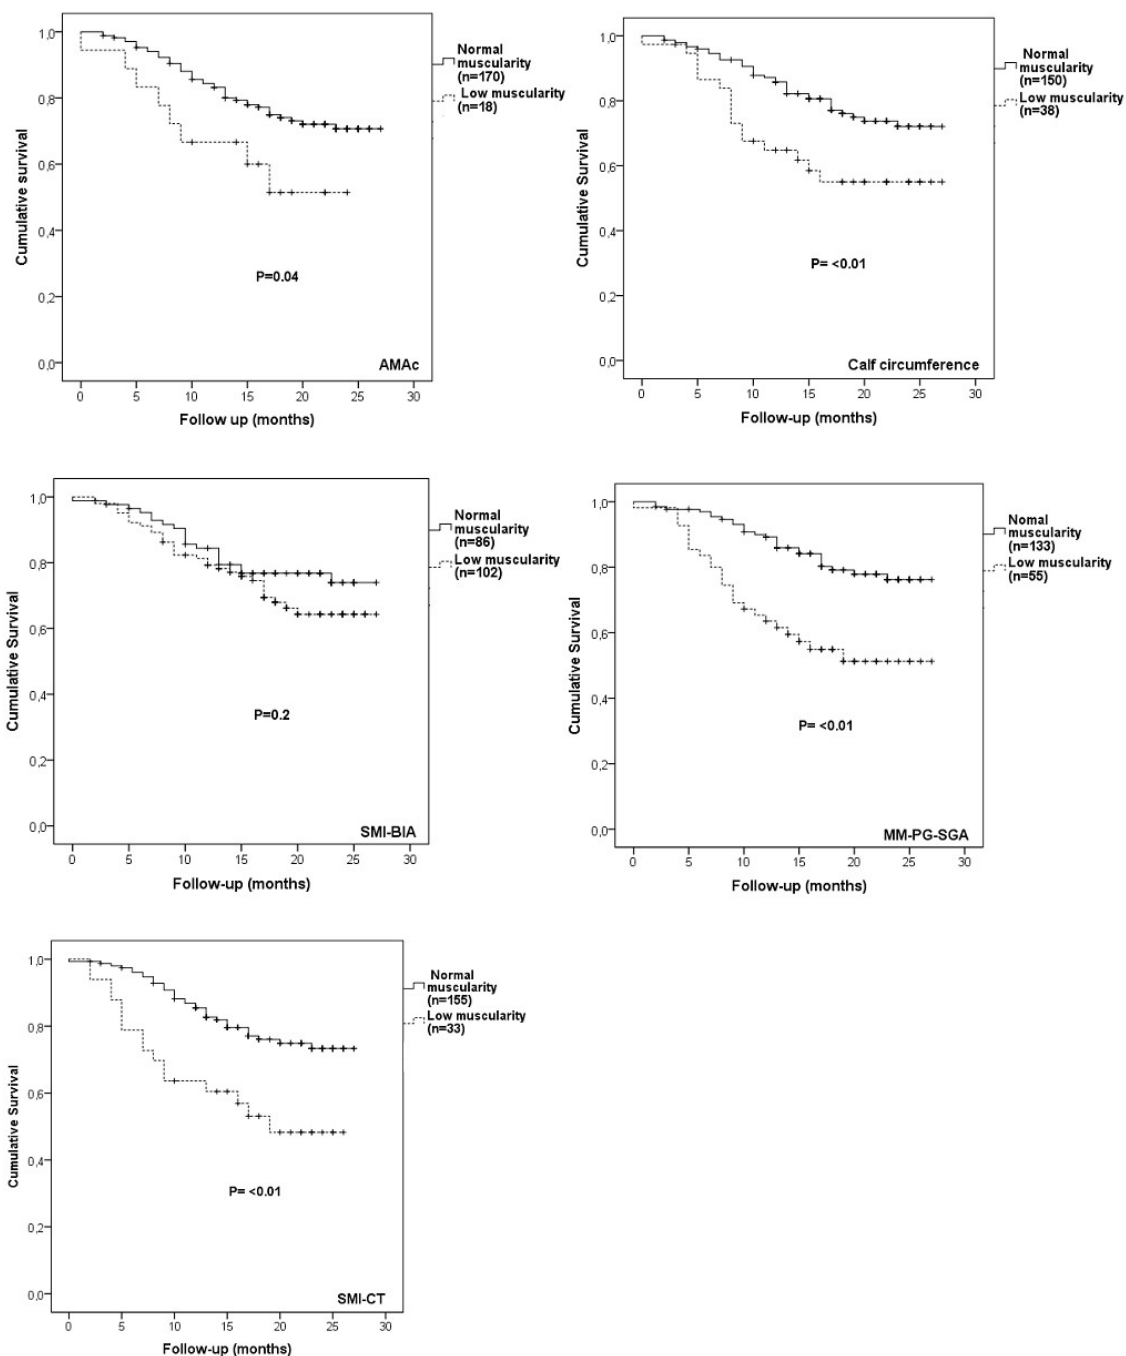 1,0
0,8
0,6
0,4
0,2
0,0
Cumulative survival
Normal
muscularity
(n=170)
Low muscularity
(n=18)
P=0.04
AMAc
0 5 10 15 20 25 30
Follow up (months)
1,0
0,8
0,6
0,4
0,2
0,0
Cumulative Survival
Normal
muscularity
(n=150)
Low muscularity
(n=38)
P= <0.01
Calf circumference
0 5 10 15 20 25 30
Follow-up (months)
1,0
0,8
0,6
0,4
0,2
0,0
Cumulative Survival
Normal
muscularity
(n=86)
Low muscularity
(n=102)
P=0.2
SMI-BIA
0 5 10 15 20 25 30
Follow-up (months)
1,0
0,8
0,6
0,4
0,2
0,0
Cumulative Survival
Nomal
muscularity
(n=133)
Low muscularity
(n=55)
P= <0.01
MM-PG-SGA
0 5 10 15 20 25 30
Follow-up (months)
1,0
0,8
0,6
0,4
0,2
0,0
Cumulative Survival
Normal
muscularity
(n=155)
Low muscularity
(n=33)
P= <0.01
SMI-CT
0 5 10 15 20 25 30
Follow-up (months)